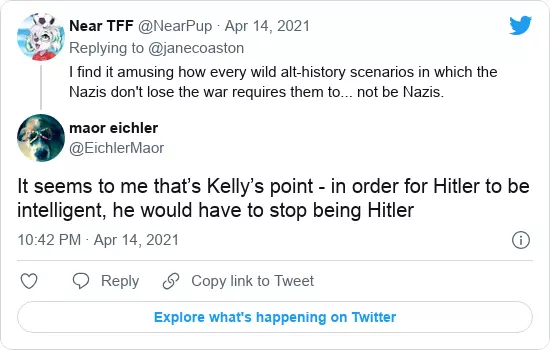 Near TFF @NearPup · Apr 14, 2021
Replying to @janecoaston
I find it amusing how every wild alt-history scenarios in which the
Nazis don't lose the war requires them to... not be Nazis.
maor eichler
@EichlerMaor
It seems to me that’s Kelly’s point - in order for Hitler to be
intelligent, he would have to stop being Hitler
10:42 PM · Apr 14, 2021
Reply Copy link to Tweet
Explore what's happening on Twitter